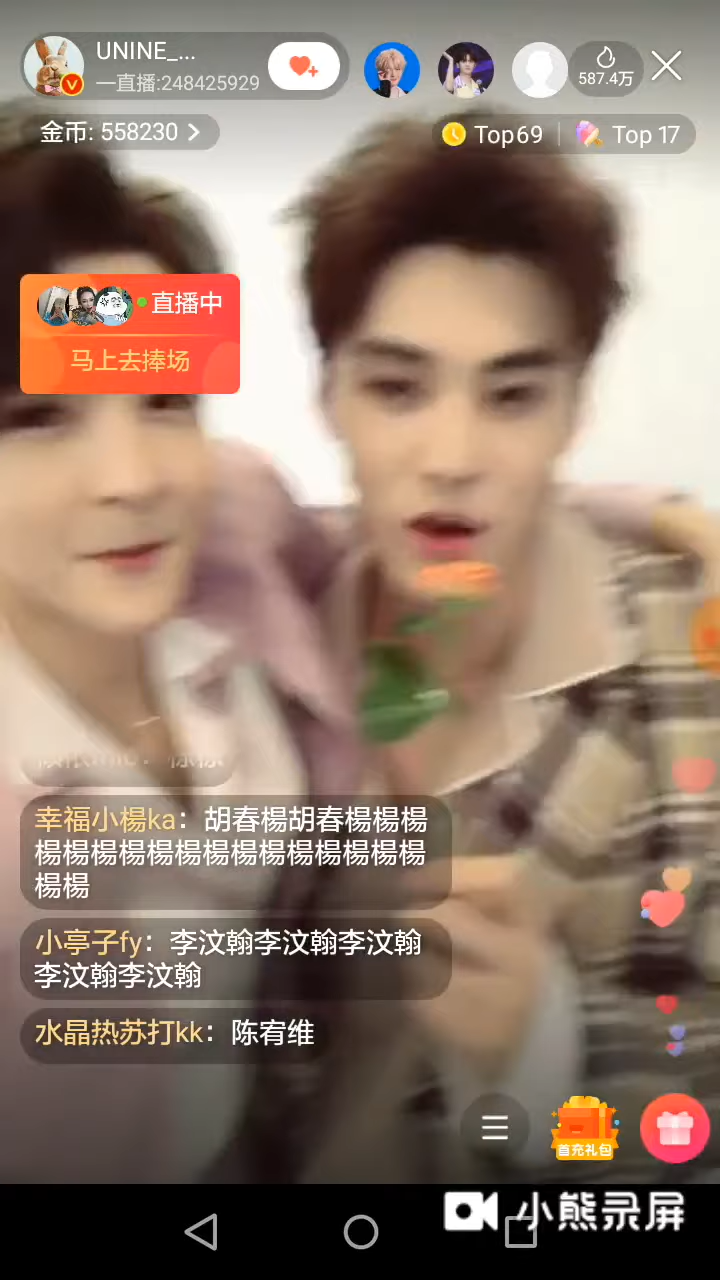 UNINE_...
一直播:248425929
587.4万
金币: 558230
Top69
Top 17
直播中
马上去捧场
幸福小楊ka：胡春楊胡春楊楊楊
楊楊楊楊楊楊楊楊楊楊楊楊楊楊
楊楊
小亭子fy：李汶翰李汶翰李汶翰
李汶翰李汶翰
水晶热苏打kk：陈宥维
首充礼包
小熊录屏